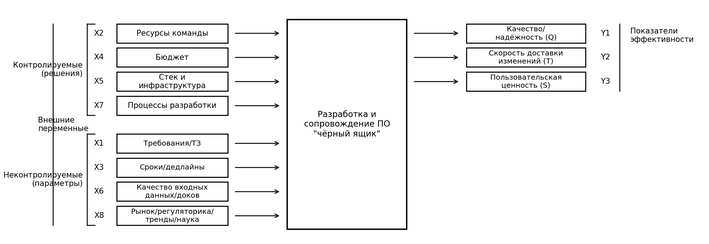 X2
Ресурсы команды
X4
Бюджет
Контролируемые
(решения)
X5
Стек и
инфраструктура
X7
Процессы разработки
Внешние
переменные
X1
Требования/ТЗ
X3
Сроки/дедлайны
Неконтролируемые
(параметры)
X6
Качество входных
данных/доков
X8
Рынок/регуляторика/
тренды/наука
Разработка и
сопровождение ПО
"чёрный ящик"
Качество/
надёжность (Q)
Y1
Скорость доставки
изменений (T)
Y2
Пользовательская
ценность (S)
Y3
Показатели
эффективности